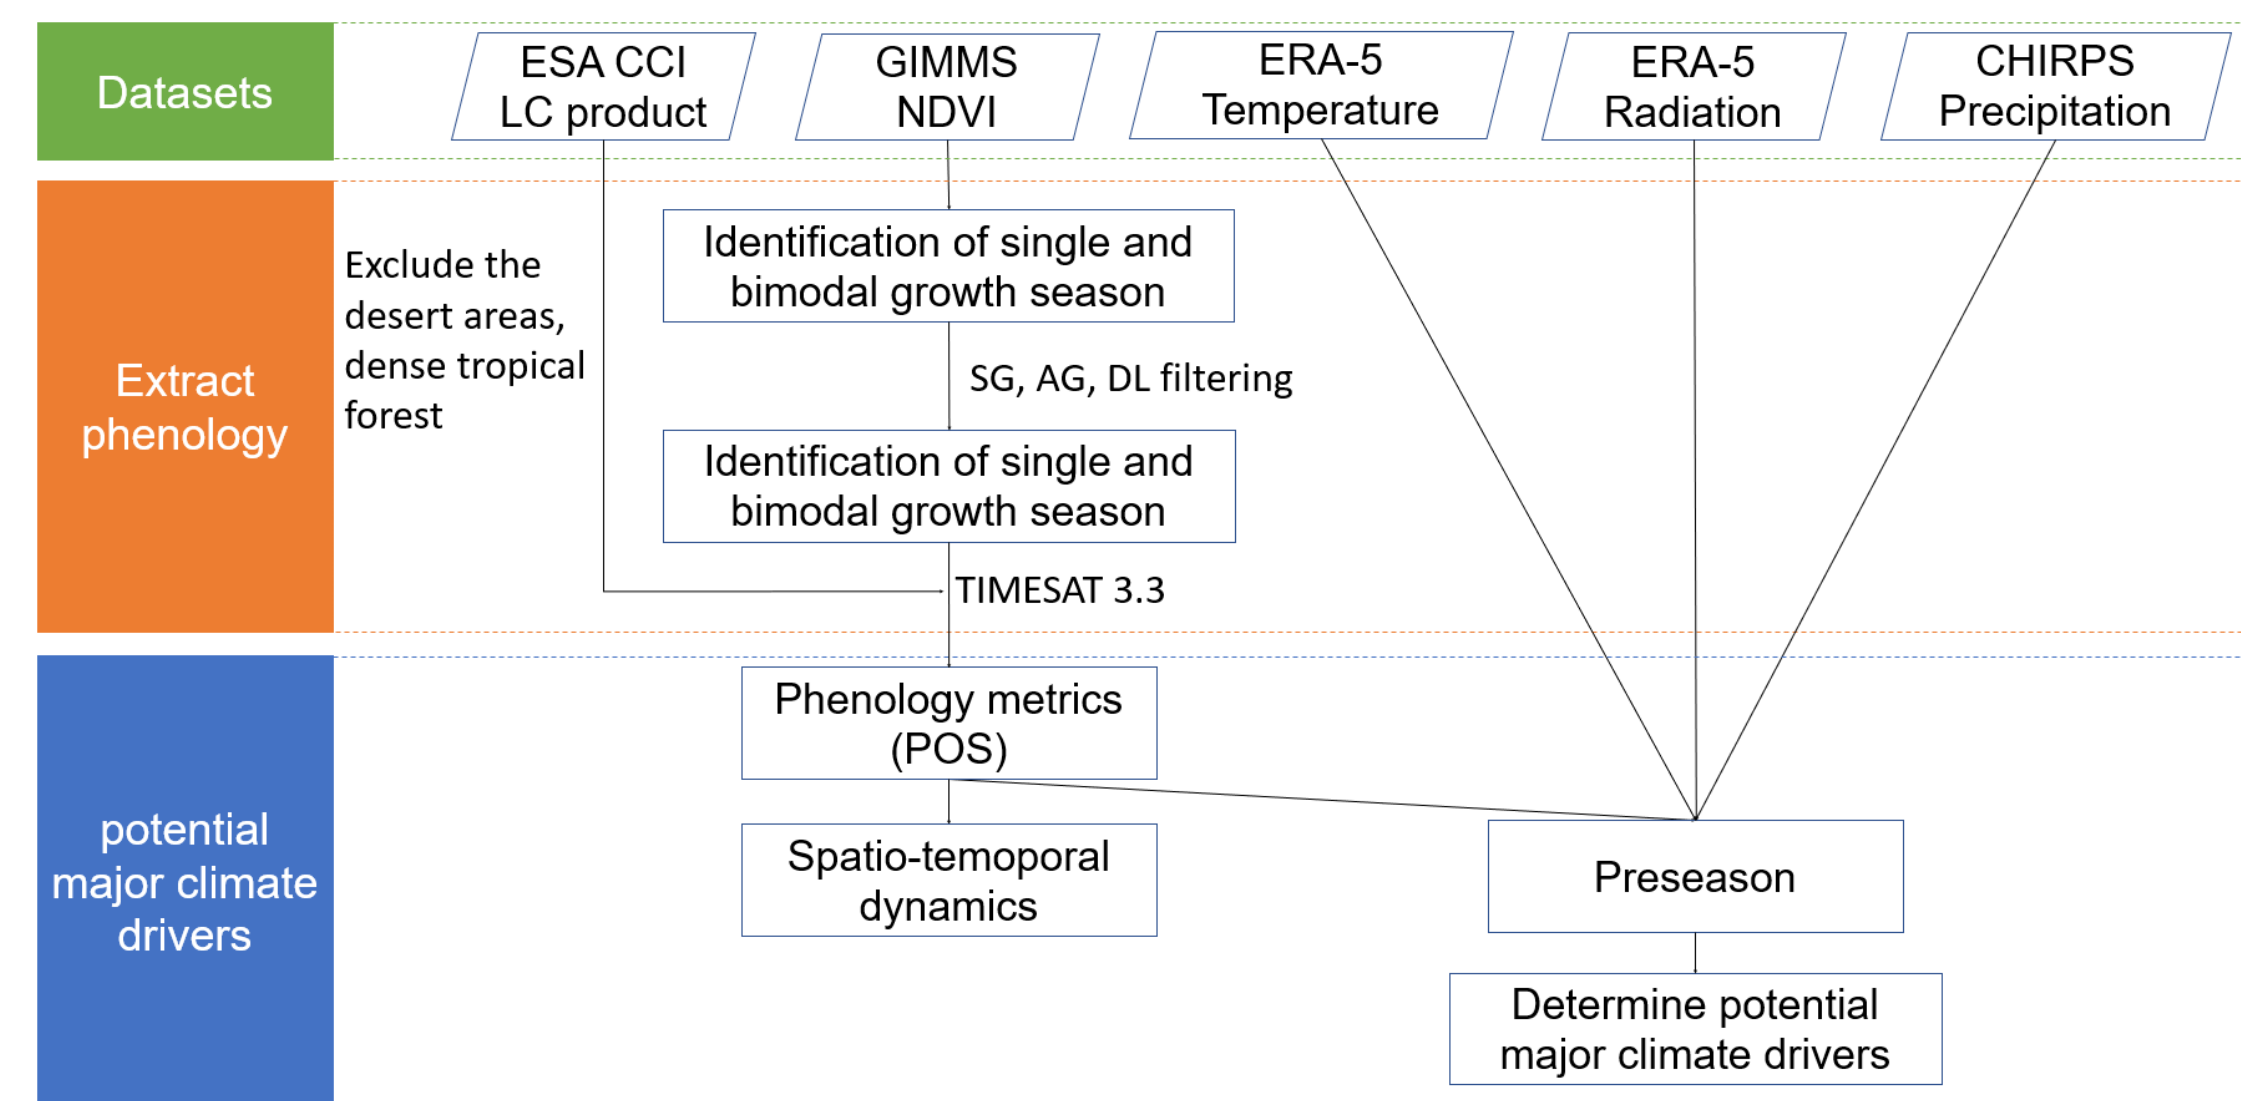 Datasets
ESA CCI
LC product
GIMMS
NDVI
ERA-5
Temperature
ERA-5
Radiation
CHIRPS
Precipitation
Extract
phenology
Exclude the
desert areas,
dense tropical
forest
Identification of single and
bimodal growth season
SG, AG, DL filtering
Identification of single and
bimodal growth season
TIMESAT 3.3
potential
major climate
drivers
Phenology metrics
(POS)
Spatio-temoporal
dynamics
Preseason
Determine potential
major climate drivers